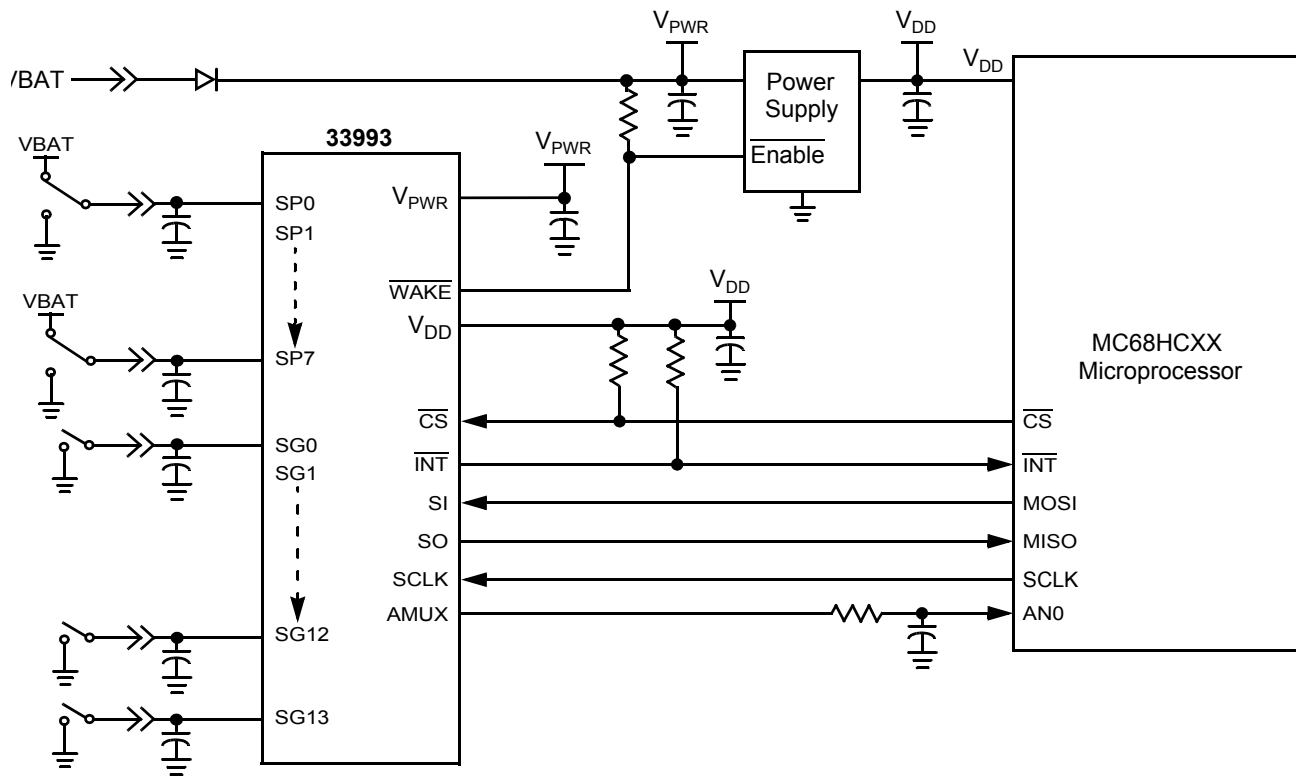 VPWR
VDD
VDD
/BAT
Power
Supply
Enable
33993
VBAT
VPWR
SP0
SP1
VPWR
WAKE
VDD
VDD
VBAT
SP7
MC68HCXX
Microprocessor
CS
CS
SG0
SG1
INT
INT
SI
MOSI
SO
MISO
SCLK
SCLK
AMUX
AN0
SG12
SG13